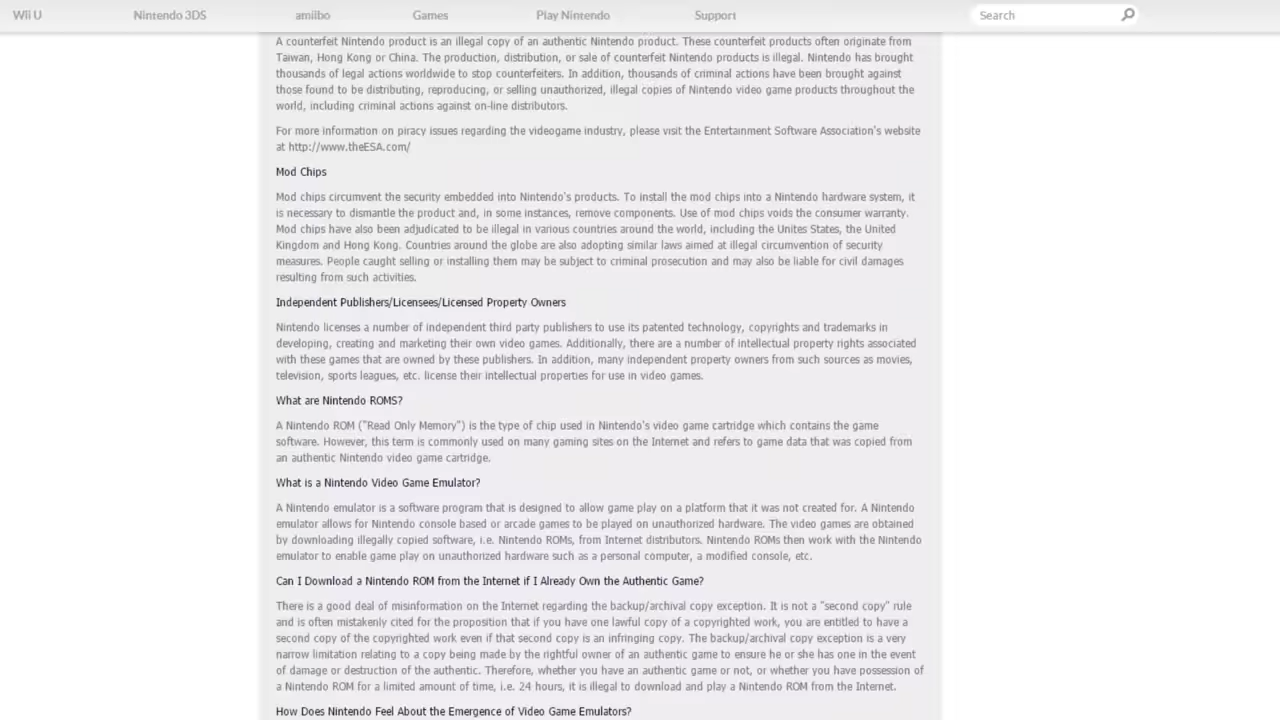 Wii U Nintendo 3DS amiibo Games Play Nintendo Support Search
A counterfeit Nintendo product is an illegal copy of an authentic Nintendo product. These counterfeit products often originate from
Taiwan, Hong Kong or China. The production, distribution, or sale of counterfeit Nintendo products is illegal. Nintendo has brought
thousands of legal actions worldwide to stop counterfeiters. In addition, thousands of criminal actions have been brought against
those found to be distributing, reproducing, or selling unauthorized, illegal copies of Nintendo video game products throughout the
world, including criminal actions against on-line distributors.
For more information on piracy issues regarding the videogame industry, please visit the Entertainment Software Association's website
at http://www.theESA.com/
Mod Chips
Mod chips circumvent the security embedded into Nintendo's products. To install the mod chips into a Nintendo hardware system, it
is necessary to dismantle the product and, in some instances, remove components. Use of mod chips voids the consumer warranty.
Mod chips have also been adjudicated to be illegal in various countries around the world, including the Unites States, the United
Kingdom and Hong Kong. Countries around the globe are also adopting similar laws aimed at illegal circumvention of security
measures. People caught selling or installing them may be subject to criminal prosecution and may also be liable for civil damages
resulting from such activities.
Independent Publishers/Licensees/Licensed Property Owners
Nintendo licenses a number of independent third party publishers to use its patented technology, copyrights and trademarks in
developing, creating and marketing their own video games. Additionally, there are a number of intellectual property rights associated
with these games that are owned by these publishers. In addition, many independent property owners from such sources as movies,
television, sports leagues, etc. license their intellectual properties for use in video games.
What are Nintendo ROMS?
A Nintendo ROM ("Read Only Memory") is the type of chip used in Nintendo's video game cartridge which contains the game
software. However, this term is commonly used on many gaming sites on the Internet and refers to game data that was copied from
an authentic Nintendo video game cartridge.
What is a Nintendo Video Game Emulator?
A Nintendo emulator is a software program that is designed to allow game play on a platform that it was not created for. A Nintendo
emulator allows for Nintendo console based or arcade games to be played on unauthorized hardware. The video games are obtained
by downloading illegally copied software, i.e. Nintendo ROMs, from Internet distributors. Nintendo ROMs then work with the Nintendo
emulator to enable game play on unauthorized hardware such as a personal computer, a modified console, etc.
Can I Download a Nintendo ROM from the Internet if I Already Own the Authentic Game?
There is a good deal of misinformation on the Internet regarding the backup/archival copy exception. It is not a "second copy" rule
and is often mistakenly cited for the proposition that if you have one lawful copy of a copyrighted work, you are entitled to have a
second copy of the copyrighted work even if that second copy is an infringing copy. The backup/archival copy exception is a very
narrow limitation relating to a copy being made by the rightful owner of an authentic game to ensure he or she has one in the event
of damage or destruction of the authentic. Therefore, whether you have an authentic game or not, or whether you have possession of
a Nintendo ROM for a limited amount of time, i.e. 24 hours, it is illegal to download and play a Nintendo ROM from the Internet.
How Does Nintendo Feel About the Emergence of Video Game Emulators?